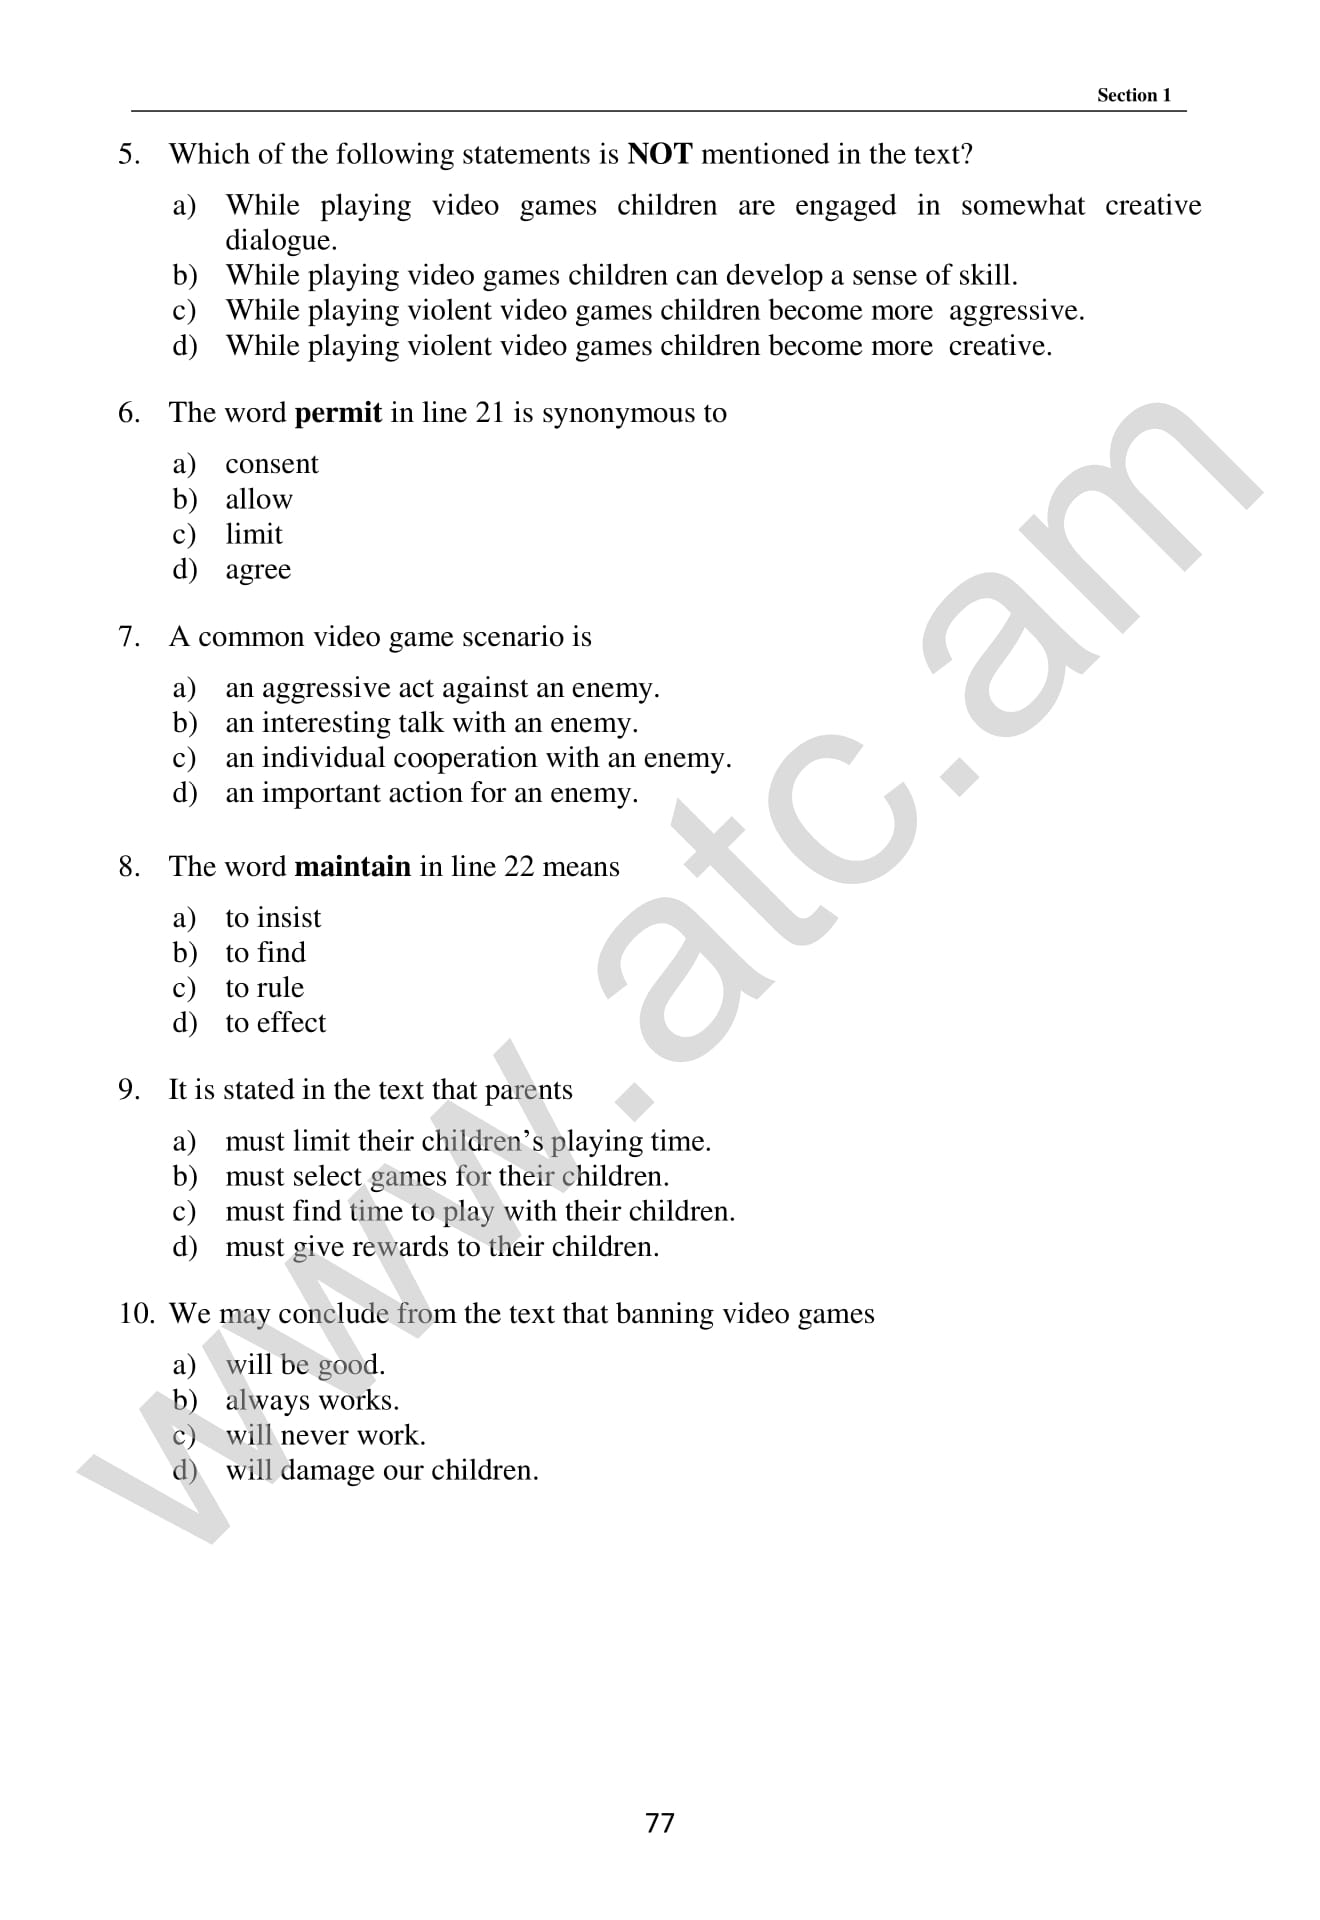 Section 1
5. Which of the following statements is NOT mentioned in the text?
a) While playing video games children are engaged in somewhat creative
dialogue.
b) While playing video games children can develop a sense of skill.
c) While playing violent video games children become more aggressive.
d) While playing violent video games children become more creative.
6. The word permit in line 21 is synonymous to
a) consent
b) allow
c) limit
d) agree
7. A common video game scenario is
a) an aggressive act against an enemy.
b) an interesting talk with an enemy.
c) an individual cooperation with an enemy.
d) an important action for an enemy.
8. The word maintain in line 22 means
a) to insist
b) to find
c) to rule
d) to effect
9. It is stated in the text that parents
a) must limit their children’s playing time.
b) must select games for their children.
c) must find time to play with their children.
d) must give rewards to their children.
10. We may conclude from the text that banning video games
a) will be good.
b) always works.
c) will never work.
d) will damage our children.
77
www.atc.am